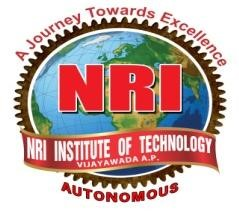 A Journey Towards Excellence
NRI
NRI INSTITUTE OF TECHNOLOGY
VIJAYAWADA A.P.
AUTONOMOUS